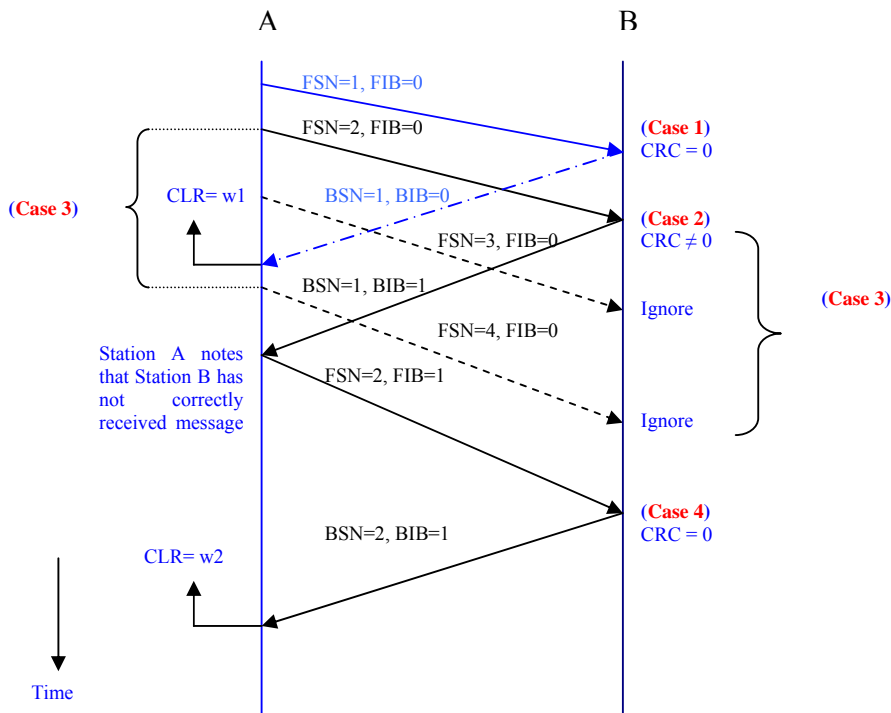 A
B
FSN=1, FIB=0
FSN=2, FIB=0
(Case 1)
CRC = 0
(Case 3)
CLR= w1
BSN=1, BIB=0
(Case 2)
CRC ≠ 0
FSN=3, FIB=0
BSN=1, BIB=1
Ignore
(Case 3)
FSN=4, FIB=0
Station A notes
that Station B has
not correctly
received message
FSN=2, FIB=1
Ignore
(Case 4)
CRC = 0
BSN=2, BIB=1
CLR= w2
Time